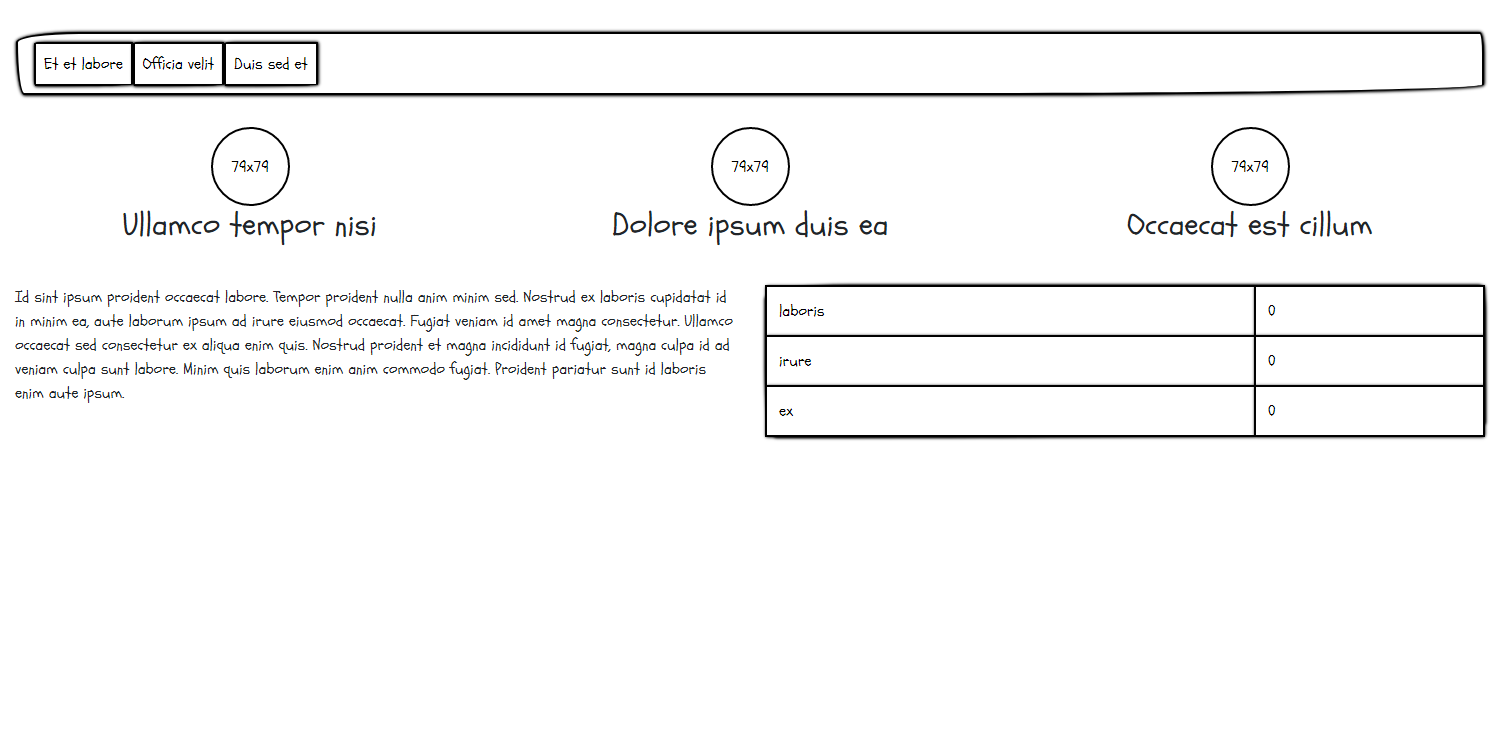 Et et labore
Officia velit
Duis sed et
79x79
79x79
79x79
Ullamco tempor nisi
Dolore ipsum duis ea
Occaecat est cillum
Id sint ipsum proident occaecat labore. Tempor proident nulla anim minim sed. Nostrud ex laboris cupidatat id
in minim ea, aute laborum ipsum ad irure eiusmod occaecat. Fugiat veniam id amet magna consectetur. Ullamco
occaecat sed consectetur ex aliqua enim quis. Nostrud proident et magna incididunt id fugiat, magna culpa id ad
veniam culpa sunt labore. Minim quis laborum enim anim commodo fugiat. Proident pariatur sunt id laboris
enim aute ipsum.
laboris 0
irure 0
ex 0